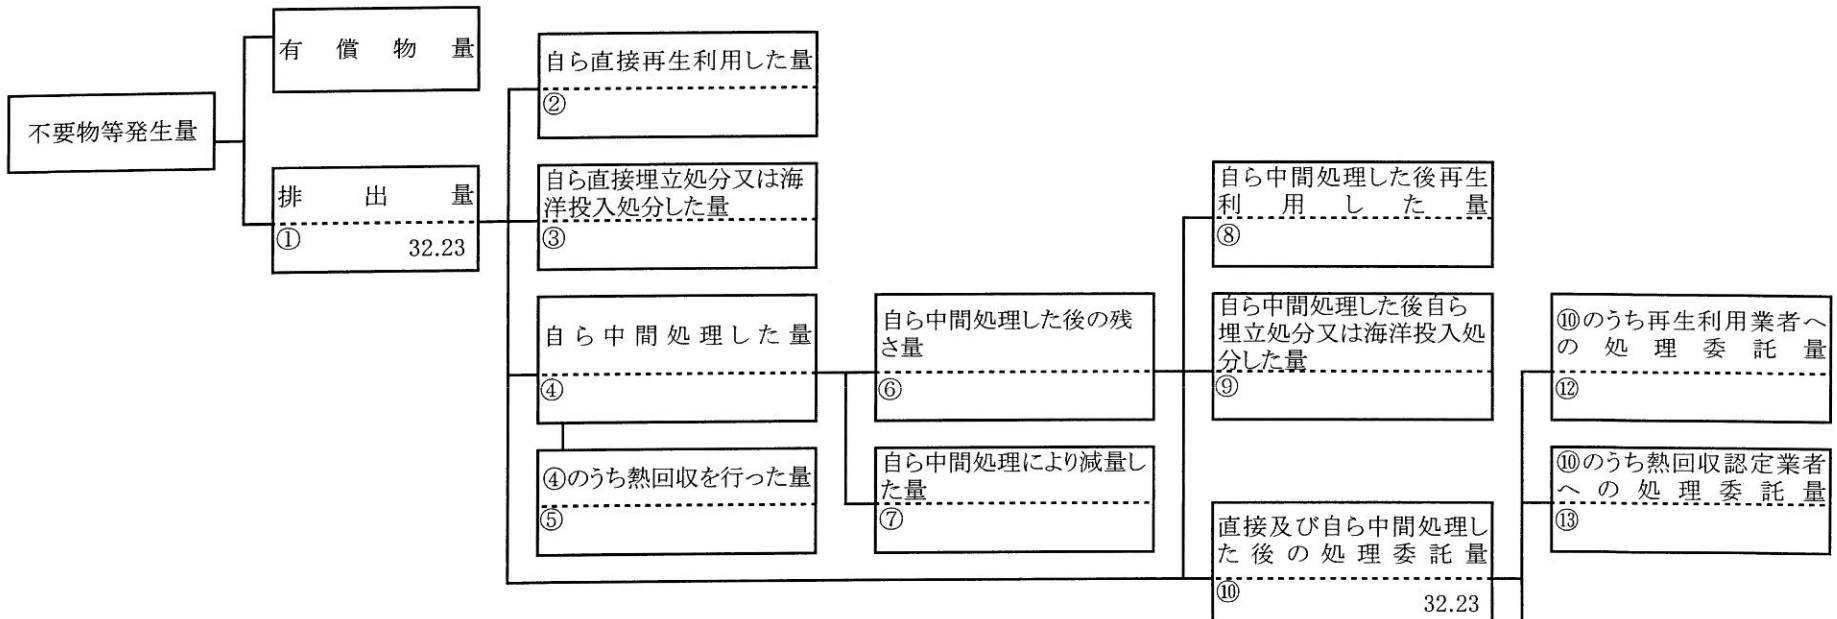 有償物量
不要物等発生量
排出量
①
32.23
自ら直接再生利用した量
②
自ら直接埋立処分又は海
洋投入処分した量
③
自ら中間処理した量
④
④のうち熱回収を行った量
⑤
自ら中間処理した後の残
さ量
⑥
自ら中間処理により減量し
た量
⑦
自ら中間処理した後再生
利用した量
⑧
自ら中間処理した後自ら
埋立処分又は海洋投入処
分した量
⑨
直接及び自ら中間処理し
た後の処理委託量
⑩
32.23
⑩のうち再生利用業者へ
の処理委託量
⑫
⑩のうち熱回収認定業者
への処理委託量
⑬